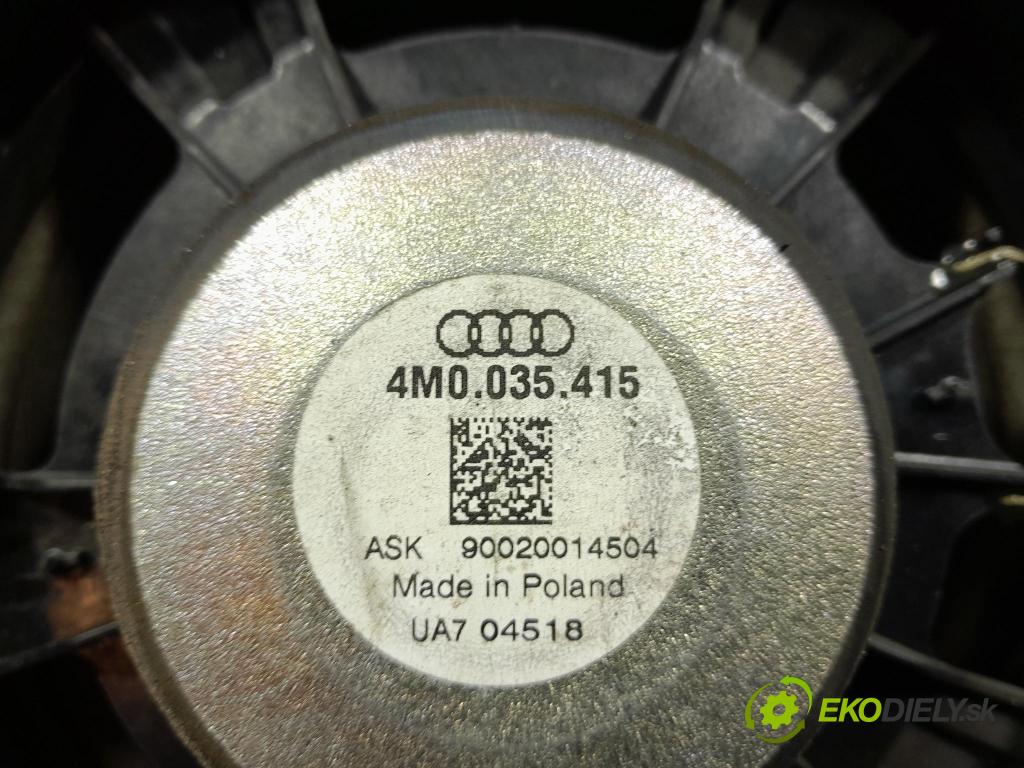 4M0.035.415
ASK 90020014504
Made in Poland
UA7 04518
EKODIELY.sk